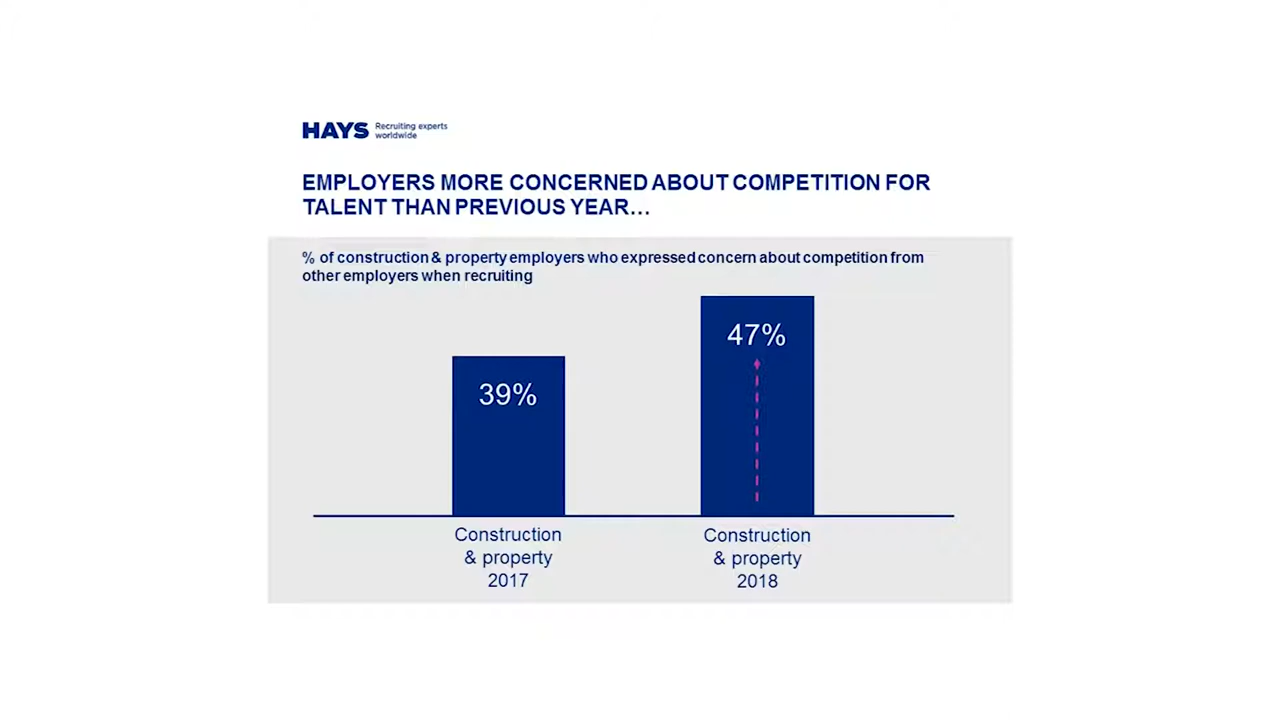 HAYS Recruiting experts
worldwide
EMPLOYERS MORE CONCERNED ABOUT COMPETITION FOR
TALENT THAN PREVIOUS YEAR...
% of construction & property employers who expressed concern about competition from
other employers when recruiting
47%
39%
Construction
& property
2017
Construction
& property
2018